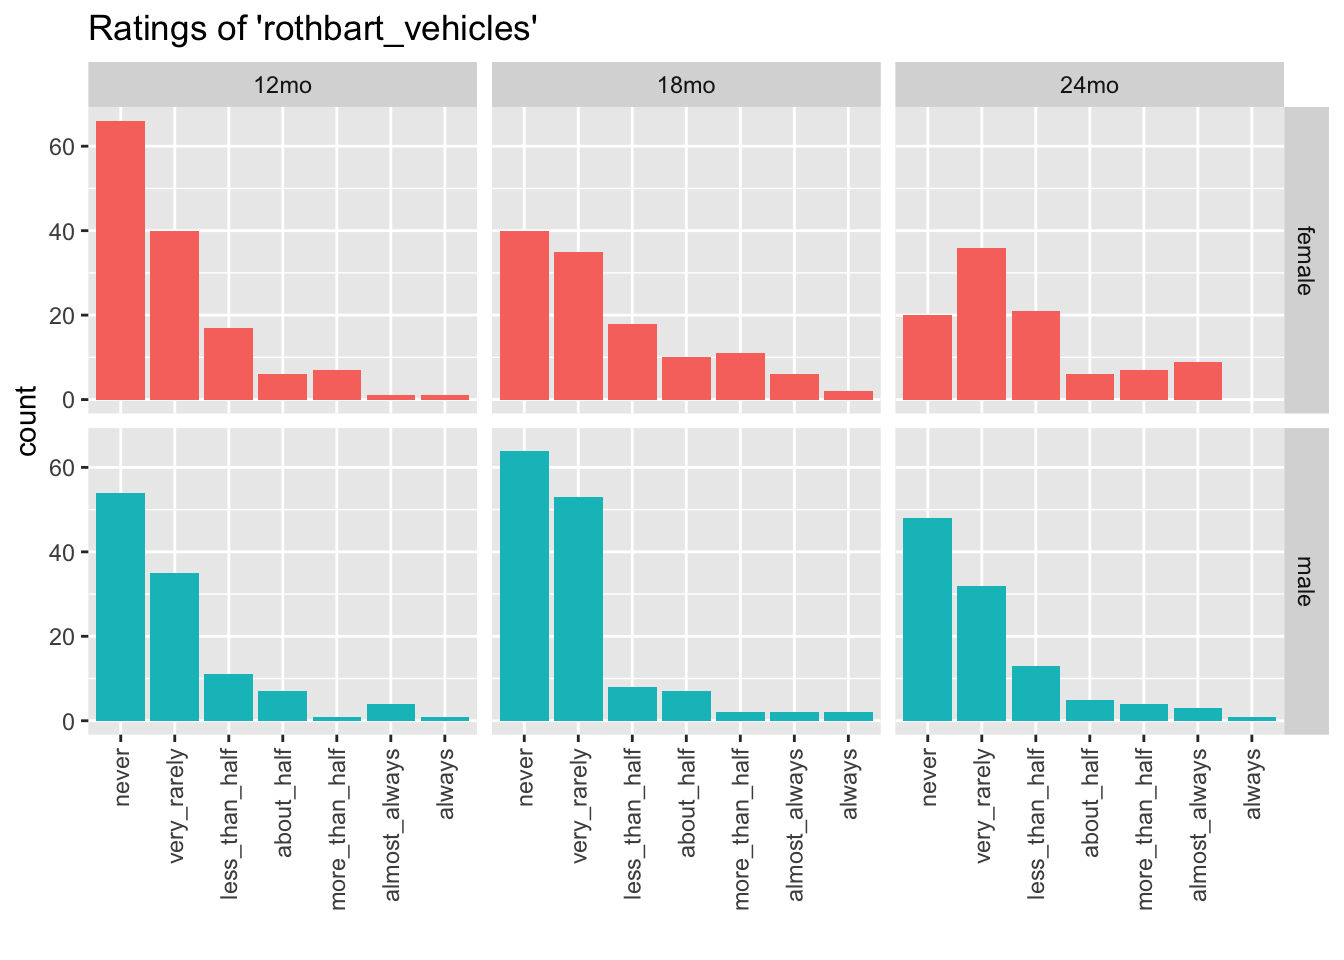 Ratings of 'rothbart_vehicles'
12mo 18mo 24mo
60
40
20
0
female
count
60
40
20
0
male
never very_rarely less_than_half about_half more_than_half almost_always always never very_rarely less_than_half about_half more_than_half almost_always always never very_rarely less_than_half about_half more_than_half almost_always always